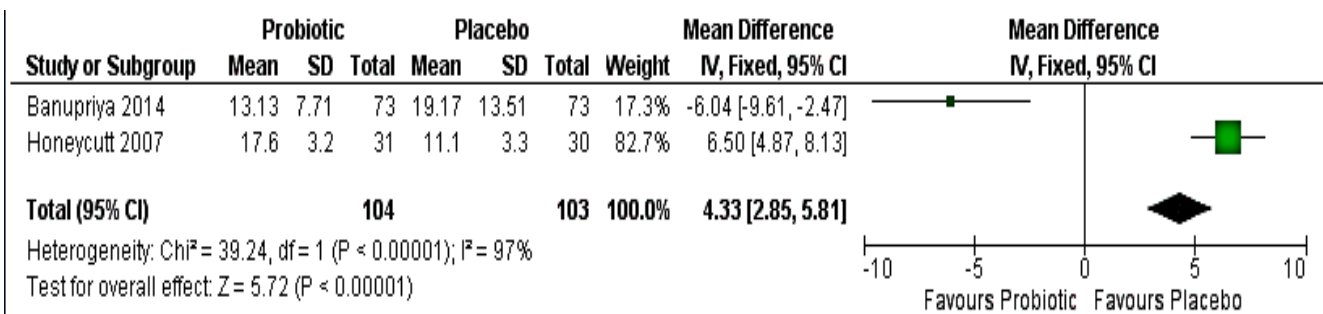 Probiotic Placebo Mean Difference Mean Difference
Study or Subgroup Mean SD Total Mean SD Total Weight IV, Fixed, 95% CI IV, Fixed, 95% CI
Banupriya 2014 13.13 7.71 73 19.17 13.51 73 17.3% -6.04 [-9.61, -2.47]
Honeycutt 2007 17.6 3.2 31 11.1 3.3 30 82.7% 6.50 [4.87, 8.13]
Total (95% CI) 104 103 100.0% 4.33 [2.85, 5.81]
Heterogeneity: Chi² = 39.24, df = 1 (P < 0.00001); I² = 97%
Test for overall effect: Z = 5.72 (P < 0.00001)
-10 -5 0 5 10
Favours Probiotic Favours Placebo